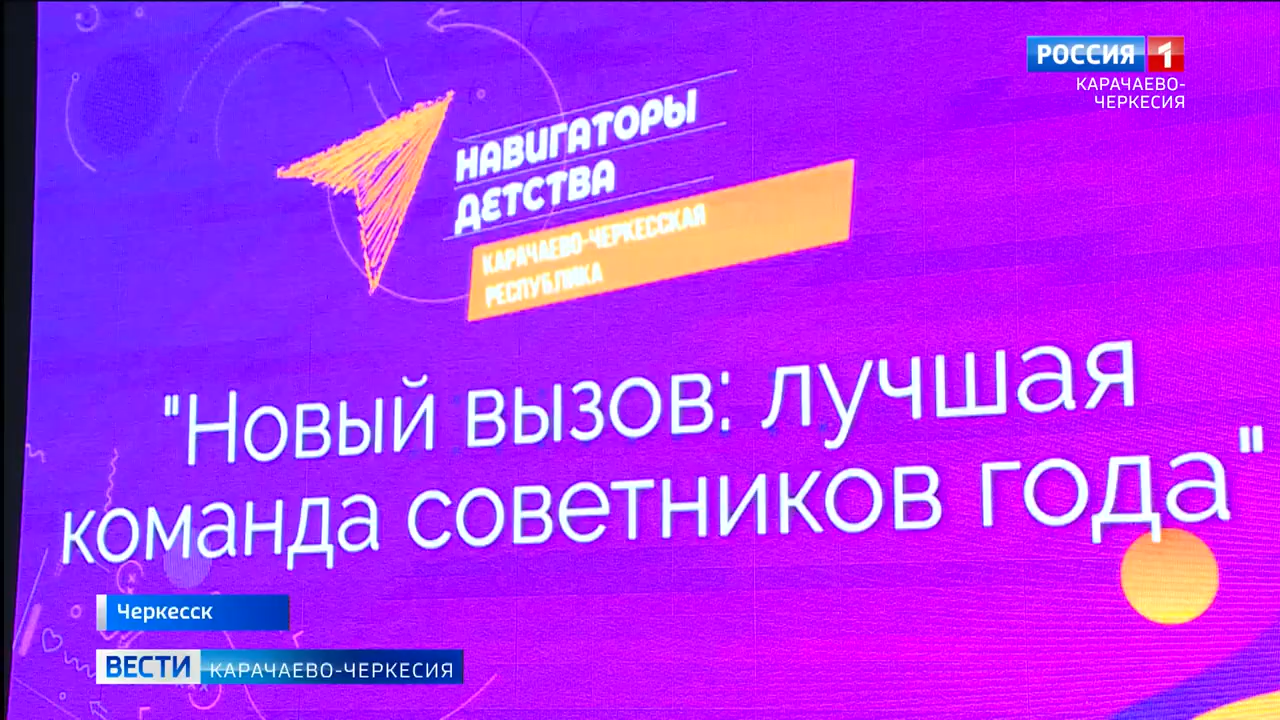 РОССИЯ 1
КАРАЧАЕВО-
ЧЕРКЕСИЯ
НАВИГАТОРЫ
ДЕТСТВА
КАРАЧАЕВО-ЧЕРКЕССКАЯ
РЕСПУБЛИКА
"Новый вызов: лучшая
команда советников года"
Черкесск
ВЕСТИ КАРАЧАЕВО-ЧЕРКЕСИЯ